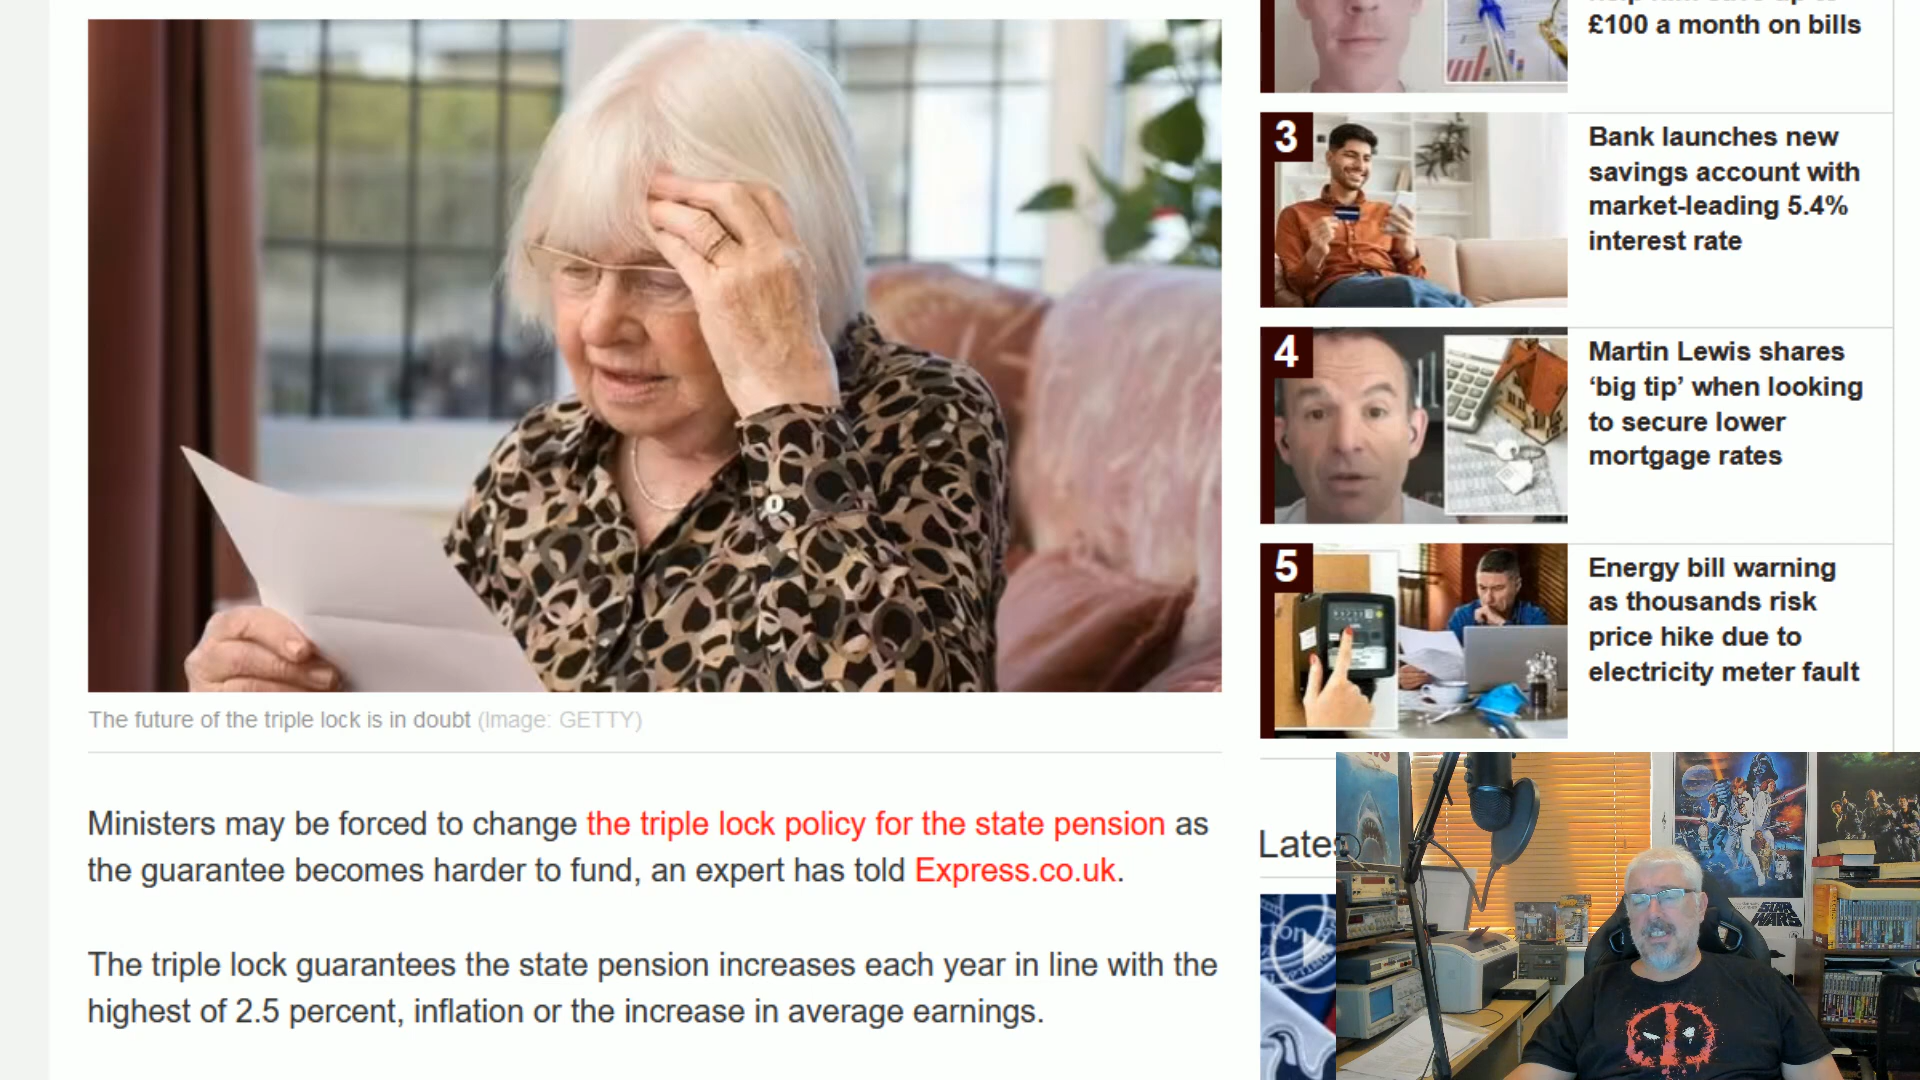 £100 a month on bills
3
Bank launches new
savings account with
market-leading 5.4%
interest rate
4
Martin Lewis shares
‘big tip’ when looking
to secure lower
mortgage rates
5
Energy bill warning
as thousands risk
price hike due to
electricity meter fault
The future of the triple lock is in doubt (Image: GETTY)
Ministers may be forced to change the triple lock policy for the state pension as
the guarantee becomes harder to fund, an expert has told Express.co.uk.
The triple lock guarantees the state pension increases each year in line with the
highest of 2.5 percent, inflation or the increase in average earnings.
STAR
WARS